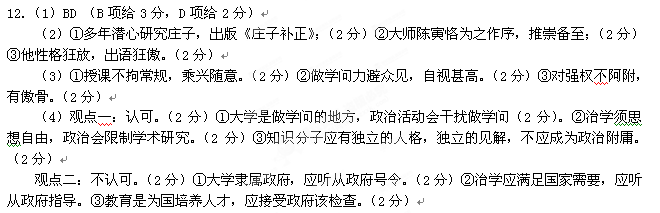 12.（1）BD （B项给3分，D项给2分）
（2）①多年潜心研究庄子，出版《庄子补正》；（2分）②大师陈寅恪为之作序，推崇备至；（2分）
③他性格狂放，出语狂傲。（2分）
（3）①授课不拘常规，乘兴随意。（2分）②做学问力避众见，自视甚高。（2分）③对强权不阿附，
有傲骨。（2分）
（4）观点一：认可。（2分）①大学是做学问的地方，政治活动会干扰做学问（2分）。②治学须思
想自由，政治会限制学术研究。（2分）③知识分子应有独立的人格，独立的见解，不应成为政治附庸。
（2分）
观点二：不认可。（2分）①大学隶属政府，应听从政府号令。（2分）②治学应满足国家需要，应听
从政府指导。③教育是为国培养人才，应接受政府该检查。（2分）